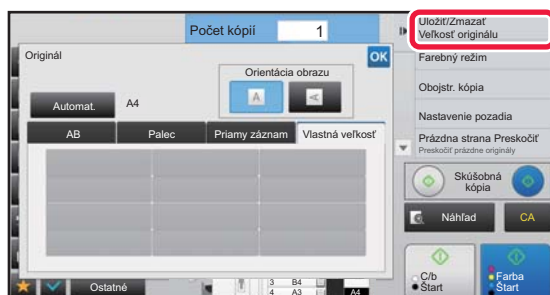 Počet kópií 1
Originál
OK
Orientácia obrazu
A
A
Automat. A4
AB Palec Priamy záznam Vlastná veľkosť
Ostatné
3 B4
4 A3 A4
Uložiť/Zmazať
Veľkosť originálu
Farebný režim
Obojstr. kópia
Nastavenie pozadia
Prázdna strana Preskočiť
Preskočiť prázdne originály
Skúšobná
kópia
Náhľad CA
C/b
Štart
Farba
Štart